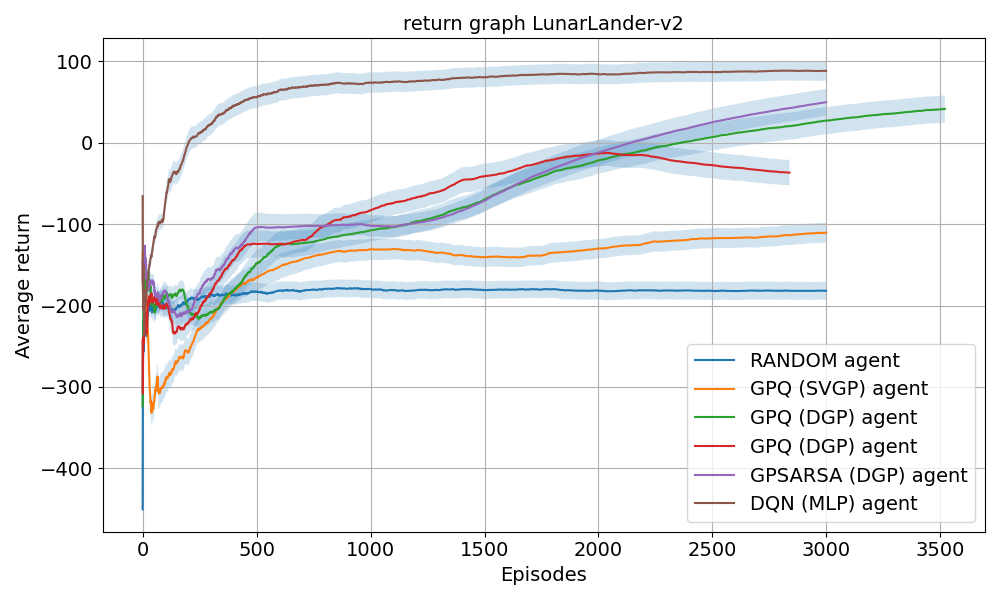 return graph LunarLander-v2
Average return
100
0
−100
−200
−300
−400
0
500
1000
1500
2000
2500
3000
3500
Episodes
RANDOM agent
GPQ (SVGP) agent
GPQ (DGP) agent
GPQ (DGP) agent
GPSARSA (DGP) agent
DQN (MLP) agent